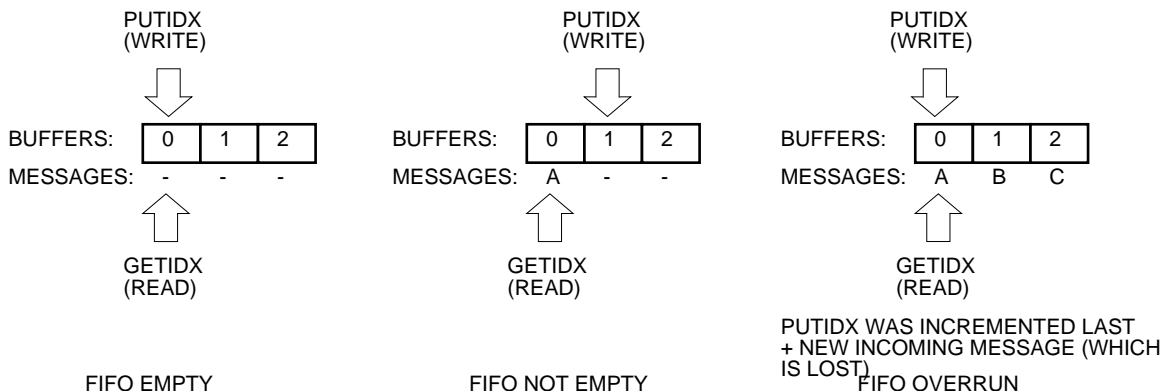 PUTIDX
(WRITE)
BUFFERS: 0 1 2
MESSAGES: - - -
GETIDX
(READ)
FIFO EMPTY
PUTIDX
(WRITE)
BUFFERS: 0 1 2
MESSAGES: A - -
GETIDX
(READ)
FIFO NOT EMPTY
PUTIDX
(WRITE)
BUFFERS: 0 1 2
MESSAGES: A B C
GETIDX
(READ)
PUTIDX WAS INCREMENTED LAST
+ NEW INCOMING MESSAGE (WHICH
IS LOST)
FIFO OVERRUN